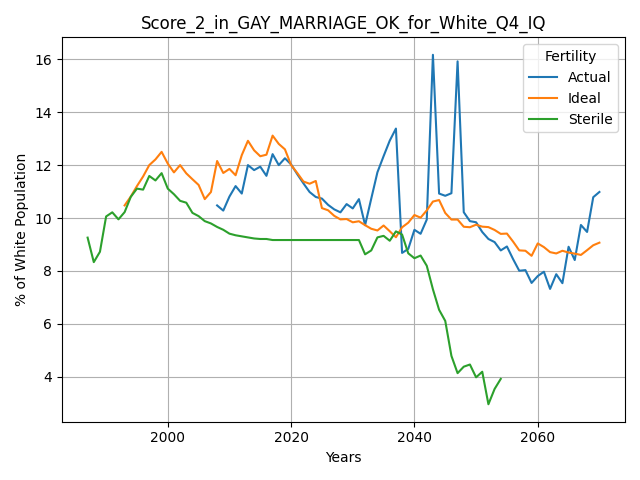 Score_2_in_GAY_MARRIAGE_OK_for_White_Q4_IQ
Fertility
Actual
Ideal
Sterile
% of White Population
16
14
12
10
8
6
4
2000
2020
2040
2060
Years